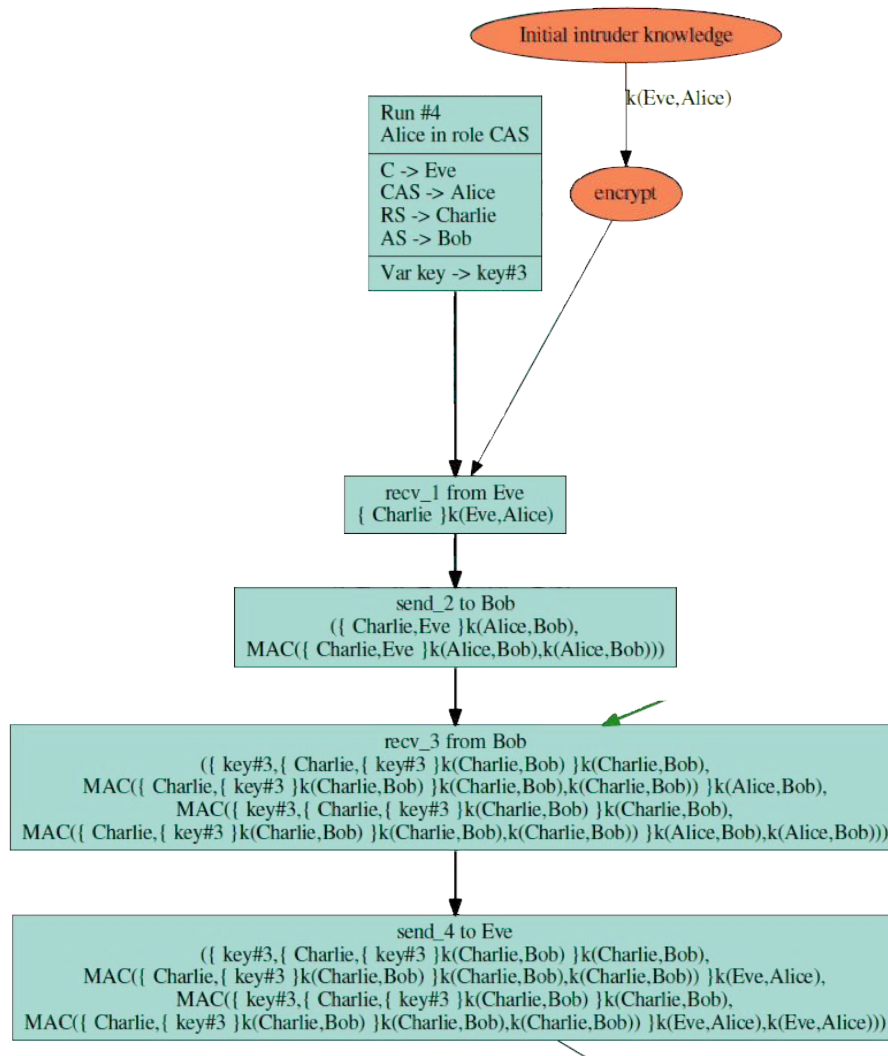 Initial intruder knowledge
k(Eve,Alice)
Run #4
Alice in role CAS
C -> Eve
CAS -> Alice
RS -> Charlie
AS -> Bob
Var key -> key#3
encrypt
recv_1 from Eve
{ Charlie }k(Eve,Alice)
send_2 to Bob
({ Charlie,Eve }k(Alice,Bob),
MAC({ Charlie,Eve }k(Alice,Bob),k(Alice,Bob)))
recv_3 from Bob
({ key#3,{ Charlie,{ key#3 }k(Charlie,Bob) }k(Charlie,Bob),
MAC({ Charlie,{ key#3 }k(Charlie,Bob) }k(Charlie,Bob),k(Charlie,Bob)) }k(Alice,Bob),
MAC({ key#3,{ Charlie,{ key#3 }k(Charlie,Bob) }k(Charlie,Bob),
MAC({ Charlie,{ key#3 }k(Charlie,Bob) }k(Charlie,Bob),k(Charlie,Bob)) }k(Alice,Bob),k(Alice,Bob)))
send_4 to Eve
({ key#3,{ Charlie,{ key#3 }k(Charlie,Bob) }k(Charlie,Bob),
MAC({ Charlie,{ key#3 }k(Charlie,Bob) }k(Charlie,Bob),k(Charlie,Bob)) }k(Eve,Alice),
MAC({ key#3,{ Charlie,{ key#3 }k(Charlie,Bob) }k(Charlie,Bob),
MAC({ Charlie,{ key#3 }k(Charlie,Bob) }k(Charlie,Bob),k(Charlie,Bob)) }k(Eve,Alice),k(Eve,Alice)))